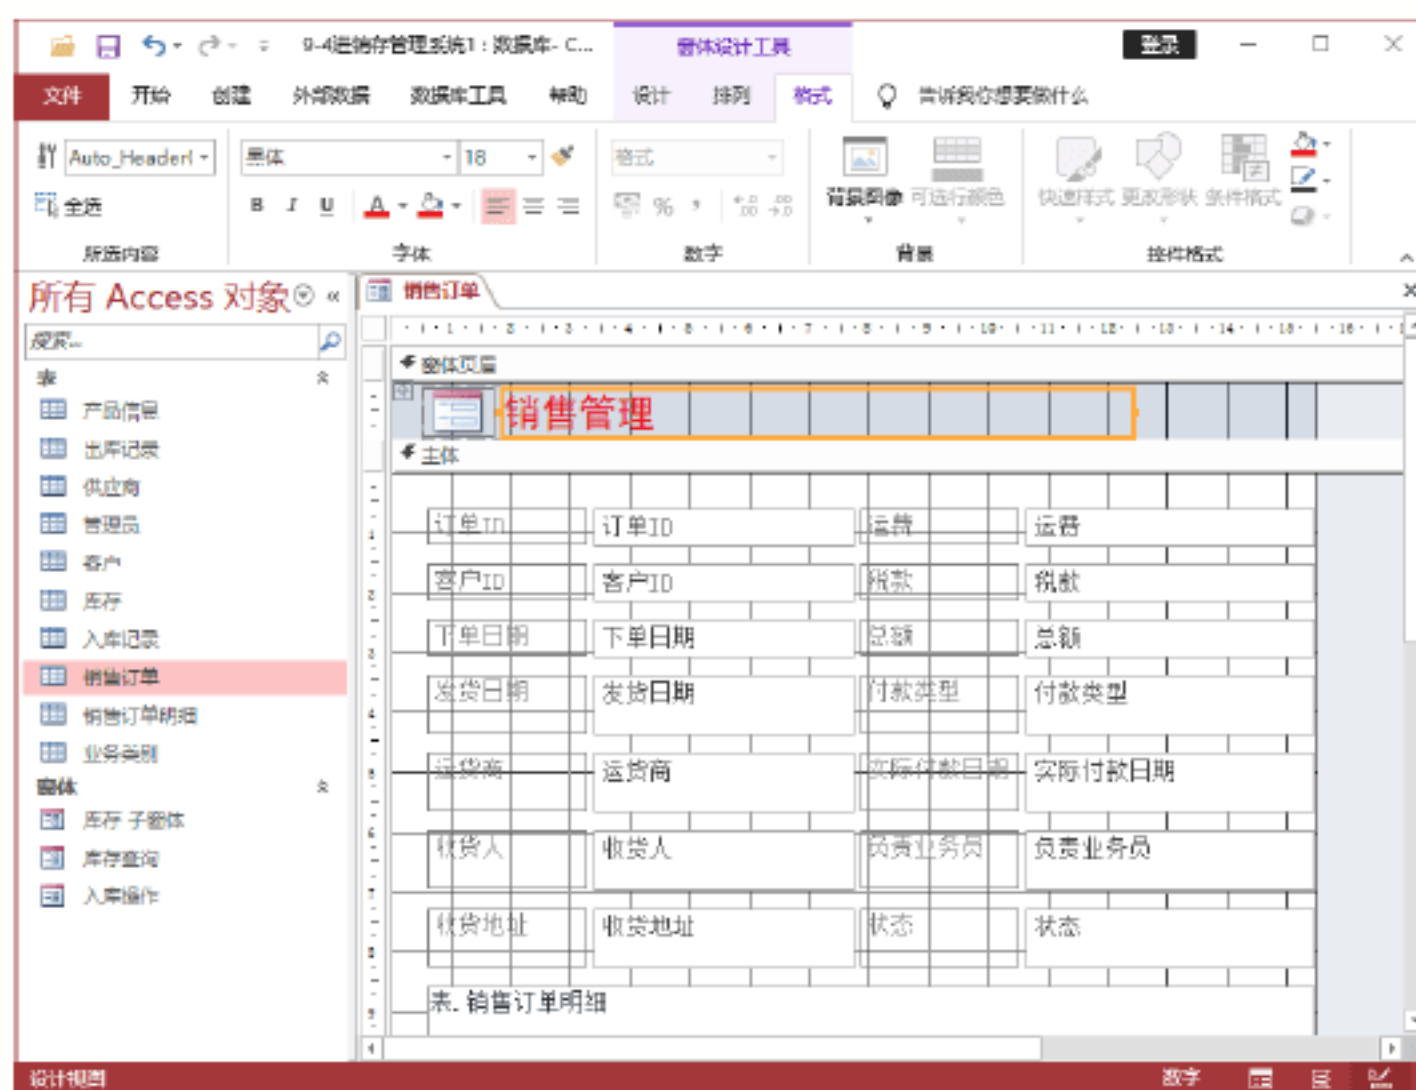 9-4进销存管理系统1：数据库- C...
窗体设计工具
登录
文件 开始 创建 外部数据 数据库工具 帮助 设计 排列 格式 告诉我你想要做什么
Auto_Header( 黑体 18 格式
全选 B I U % 背景图像 可选行颜色 快速样式 更改形状 条件格式
所选内容 字体 数字 背景 控件格式
所有 Access 对象
搜索...
表
产品信息
出库记录
供应商
管理员
客户
库存
入库记录
销售订单
销售订单明细
业务类别
窗体
库存 子窗体
库存查询
入库操作
销售订单
窗体页眉
销售管理
主体
订单ID 订单ID 运费 运费
客户ID 客户ID 税款 税款
下单日期 下单日期 总额 总额
发货日期 发货日期 付款类型 付款类型
运货商 运货商 实际付款日期 实际付款日期
收货人 收货人 负责业务员 负责业务员
收货地址 收货地址 状态 状态
表.销售订单明细
设计视图 数字